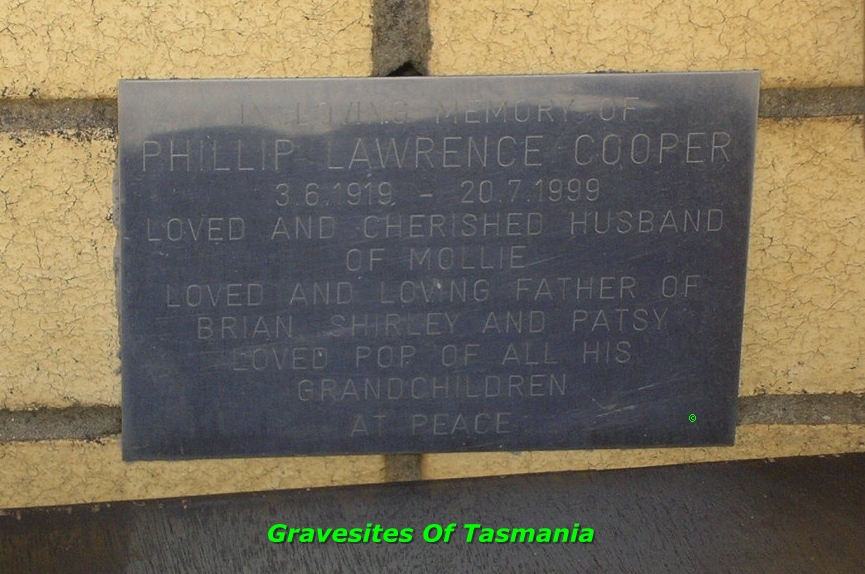 IN LOVING MEMORY OF
PHILLIP LAWRENCE COOPER
3.6.1919 - 20.7.1999
LOVED AND CHERISHED HUSBAND
OF MOLLIE
LOVED AND LOVING FATHER OF
BRIAN SHIRLEY AND PATSY
LOVED POP OF ALL HIS
GRANDCHILDREN
AT PEACE
©
Gravesites Of Tasmania